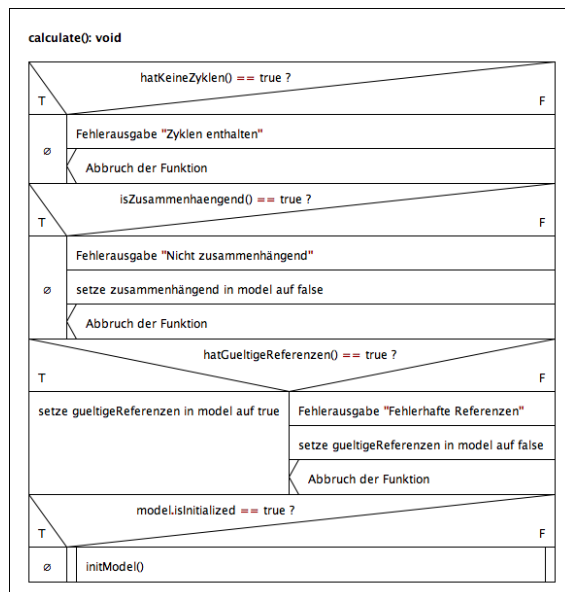 calculate(): void
hatKeineZyklen() == true ?
T F
Fehlerausgabe "Zyklen enthalten"
∅
Abbruch der Funktion
isZusammenhaengend() == true ?
T F
Fehlerausgabe "Nicht zusammenhängend"
∅ setze zusammenhängend in model auf false
Abbruch der Funktion
hatGueltigeReferenzen() == true ?
T F
setze gueltigeReferenzen in model auf true Fehlerausgabe "Fehlerhafte Referenzen"
setze gueltigeReferenzen in model auf false
Abbruch der Funktion
model.isInitialized == true ?
T F
∅ initModel()